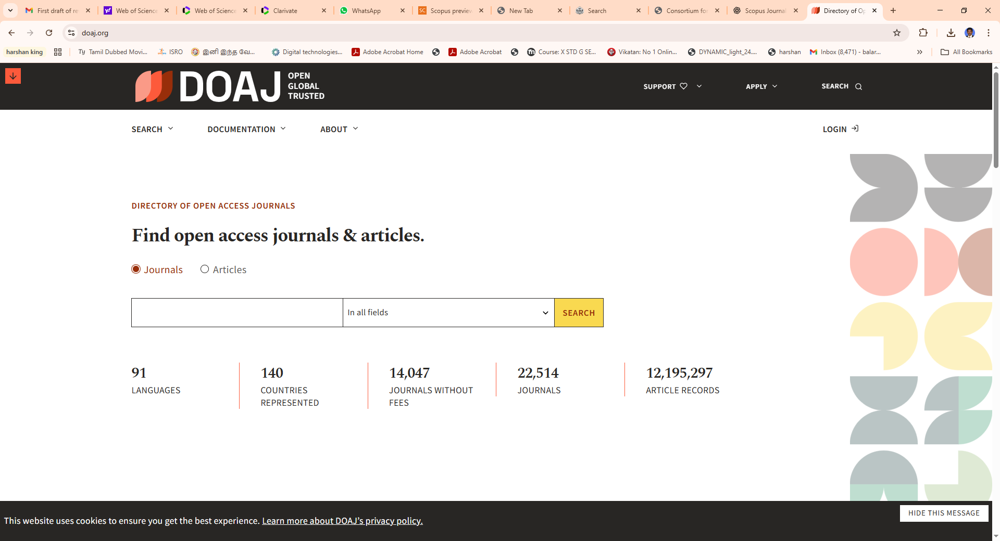 First draft of re
Web of Science
Web of Science
Clarivate
WhatsApp
SC Scopus preview
New Tab
Search
Consortium for
Scopus Journal
Directory of Op
doaj.org
harshan king
Ty Tamil Dubbed Movi...
ISRO
இனி இந்த வே...
Digital technologies...
Adobe Acrobat Home
Adobe Acrobat
m Course: X STD G SE...
Vikatan: No 1 Onlin...
DYNAMIC_light_24....
harshan
Inbox (8,471) - balar...
All Bookmarks
DOAJ
OPEN
GLOBAL
TRUSTED
SUPPORT
APPLY
SEARCH
SEARCH
DOCUMENTATION
ABOUT
LOGIN
DIRECTORY OF OPEN ACCESS JOURNALS
Find open access journals & articles.
Journals
Articles
In all fields
SEARCH
91
LANGUAGES
140
COUNTRIES
REPRESENTED
14,047
JOURNALS WITHOUT
FEES
22,514
JOURNALS
12,195,297
ARTICLE RECORDS
This website uses cookies to ensure you get the best experience. Learn more about DOAJ's privacy policy.
HIDE THIS MESSAGE